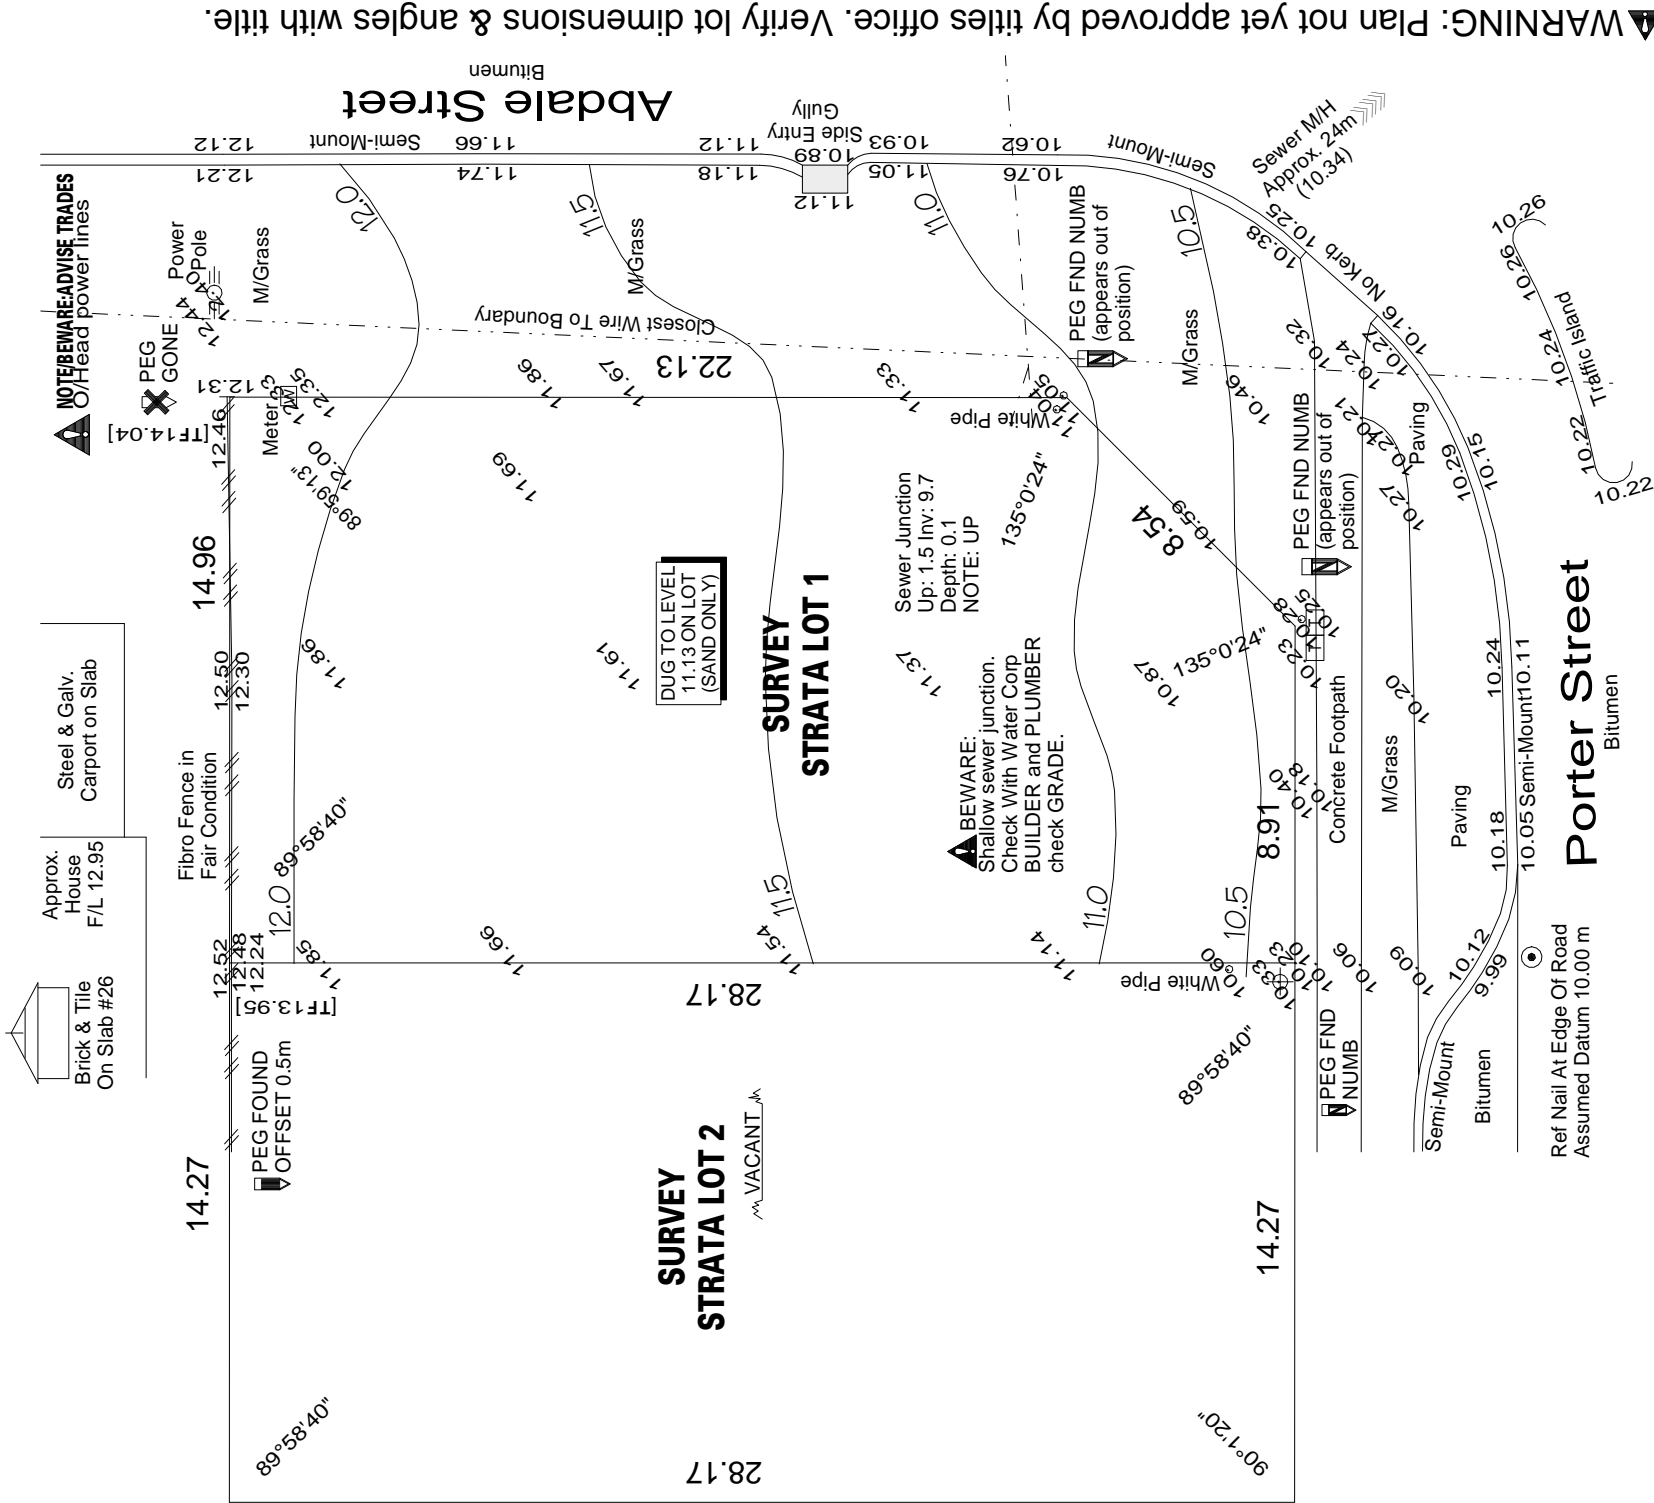 WARNING: Plan not yet approved by titles office. Verify lot dimensions & angles with title.
Abdale Street
Bitumen
12.12
Semi-Mount
11.66
11.12
Side Entry
Gully
10.89
10.93
10.62
Semi-Mount
12.21
11.74
11.18
11.12
11.05
10.76
Sewer M/H
Approx. 24m
(10.34)
NOTE/BEWARE:ADVISE TRADES
O/Head power lines
Power
Pole
M/Grass
12.0
11.5
M/Grass
11.0
10.5
10.38
10.25
No Kerb
10.16
10.26
10.26
10.24
Traffic Island
10.22
10.22
PEG
GONE
[TF14.04]
12.31
12.46
Meter
W
12.35
12.00
89°59'13"
Closest Wire To Boundary
22.13
11.86
11.67
11.33
11.69
White Pipe
11.04
11.05
PEG FND NUMB
(appears out of
position)
M/Grass
10.46
10.32
10.24
10.27
10.21
10.27
10.27
Paving
10.29
10.15
14.96
DUG TO LEVEL
11.13 ON LOT
(SAND ONLY)
SURVEY
STRATA LOT 1
Sewer Junction
Up: 1.5 Inv: 9.7
Depth: 0.1
NOTE: UP
135°0'24"
8.54
10.59
PEG FND NUMB
(appears out of
position)
10.28
10.25
10.23
135°0'24"
10.87
Steel & Galv.
Carport on Slab
12.50
12.30
11.86
11.61
11.37
BEWARE:
Shallow sewer junction.
Check With Water Corp
BUILDER and PLUMBER
check GRADE.
Fibro Fence in
Fair Condition
89°58'40"
12.0
11.5
11.0
10.5
8.91
10.40
10.18
Concrete Footpath
M/Grass
10.20
Paving
10.24
10.11
Semi-Mount
10.05
10.18
Porter Street
Bitumen
Approx.
House
F/L 12.95
Brick & Tile
On Slab #26
12.52
12.48
12.24
[TF13.95]
11.85
11.66
11.54
11.14
28.17
White Pipe
10.60
10.33
10.23
10.10
10.06
10.09
10.12
9.99
Ref Nail At Edge Of Road
Assumed Datum 10.00 m
PEG FOUND
OFFSET 0.5m
89°58'40"
PEG FND
NUMB
Semi-Mount
Bitumen
14.27
SURVEY
STRATA LOT 2
VACANT
14.27
89°58'40"
28.17
90°1'20"